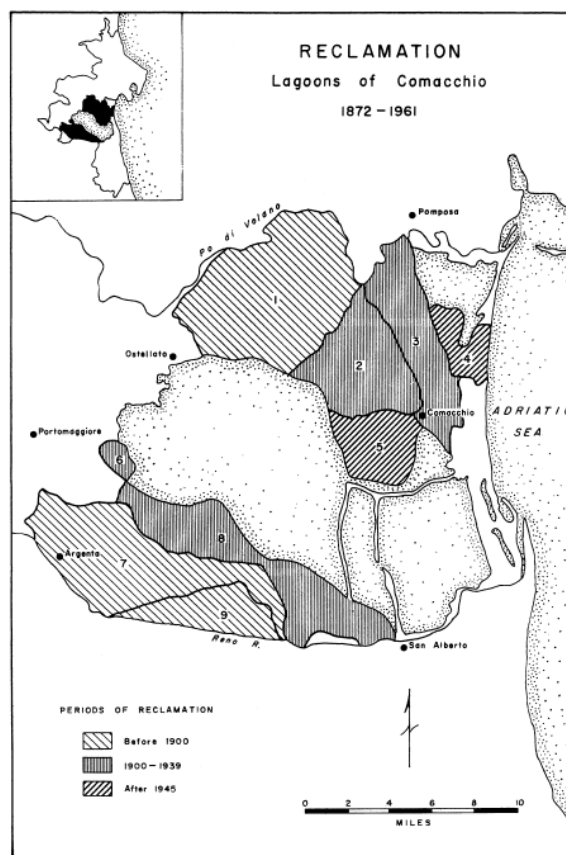 RECLAMATION
Lagoons of Comacchio
1872–1961
Pomposa
Po di Volano
1
Ostellato
2
3
4
Comacchio
ADRIATIC
SEA
Portomaggiore
5
6
Argenta
7
8
9
Reno R.
San Alberto
PERIODS OF RECLAMATION
Before 1900
1900–1939
After 1945
0 2 4 6 8 10
MILES